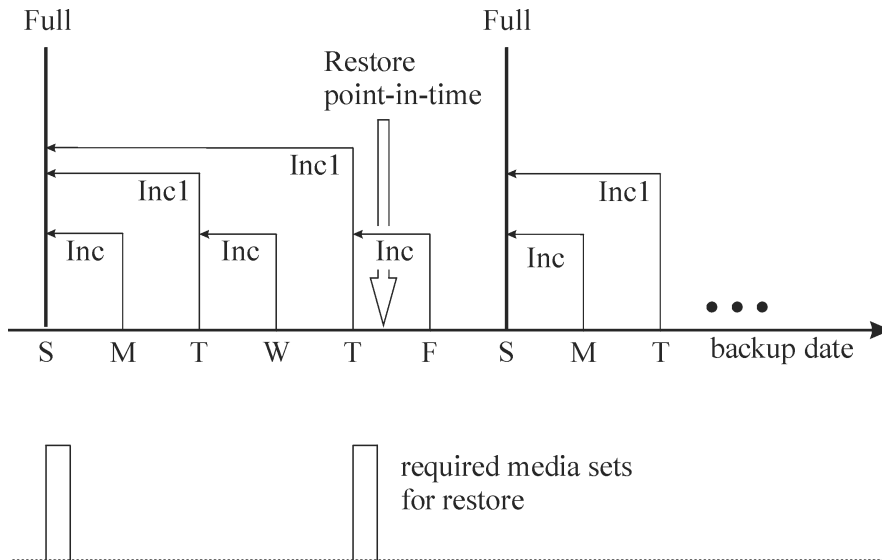 Full
Full
Restore
point-in-time
Inc1
Inc1
Inc1
Inc
Inc
Inc
Inc
S M T W T F S M T backup date
required media sets
for restore